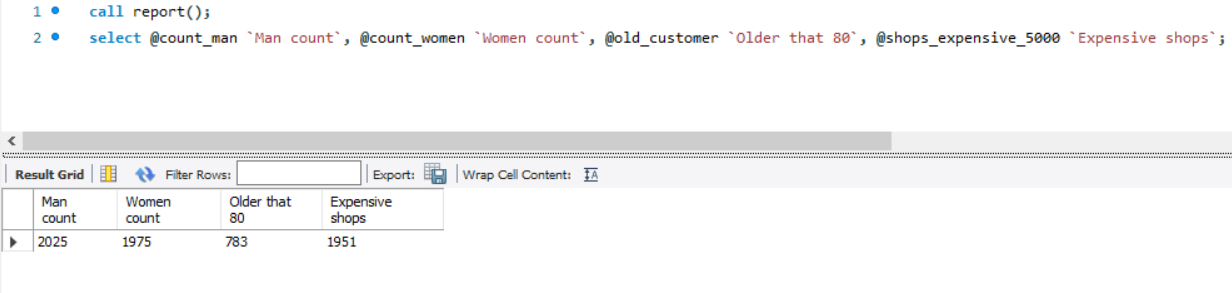 1 call report();
2 select @count_man `Man count`, @count_women `Women count`, @old_customer `Older that 80`, @shops_expensive_5000 `Expensive shops`;
Result Grid Filter Rows: Export: Wrap Cell Content: IA
Man count Women count Older that 80 Expensive shops
2025 1975 783 1951